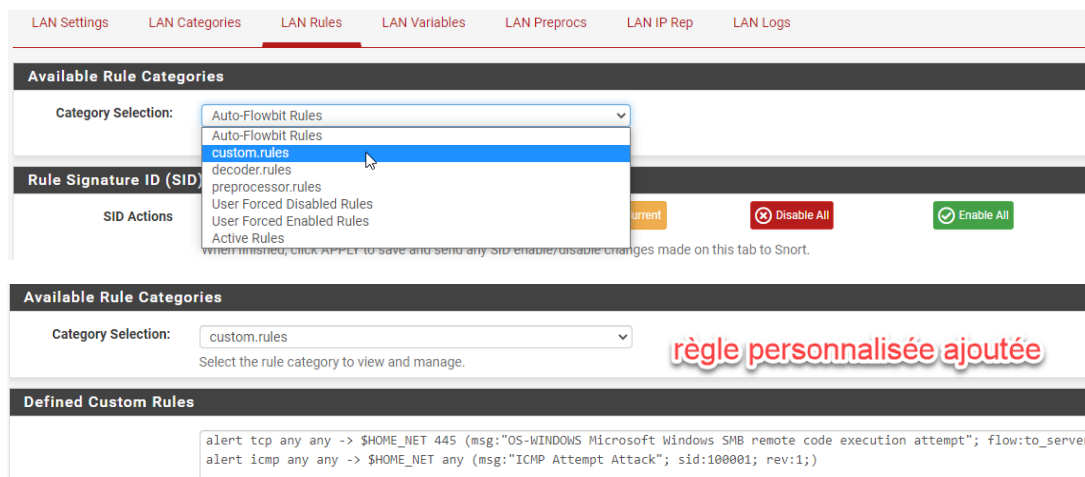 LAN Settings LAN Categories LAN Rules LAN Variables LAN Preprocs LAN IP Rep LAN Logs
Available Rule Categories
Category Selection: Auto-Flowbit Rules
Auto-Flowbit Rules
custom.rules
decoder.rules
preprocessor.rules
User Forced Disabled Rules
User Forced Enabled Rules
Active Rules
Rule Signature ID (SID)
SID Actions Disable All Enable All
When finished, click APPLY to save and send any SID enable/disable changes made on this tab to Snort.
Available Rule Categories
Category Selection: custom.rules
Select the rule category to view and manage.
règle personnalisée ajoutée
Defined Custom Rules
alert tcp any any -> $HOME_NET 445 (msg:"OS-WINDOWS Microsoft Windows SMB remote code execution attempt"; flow:to_server
alert icmp any any -> $HOME_NET any (msg:"ICMP Attempt Attack"; sid:100001; rev:1;)